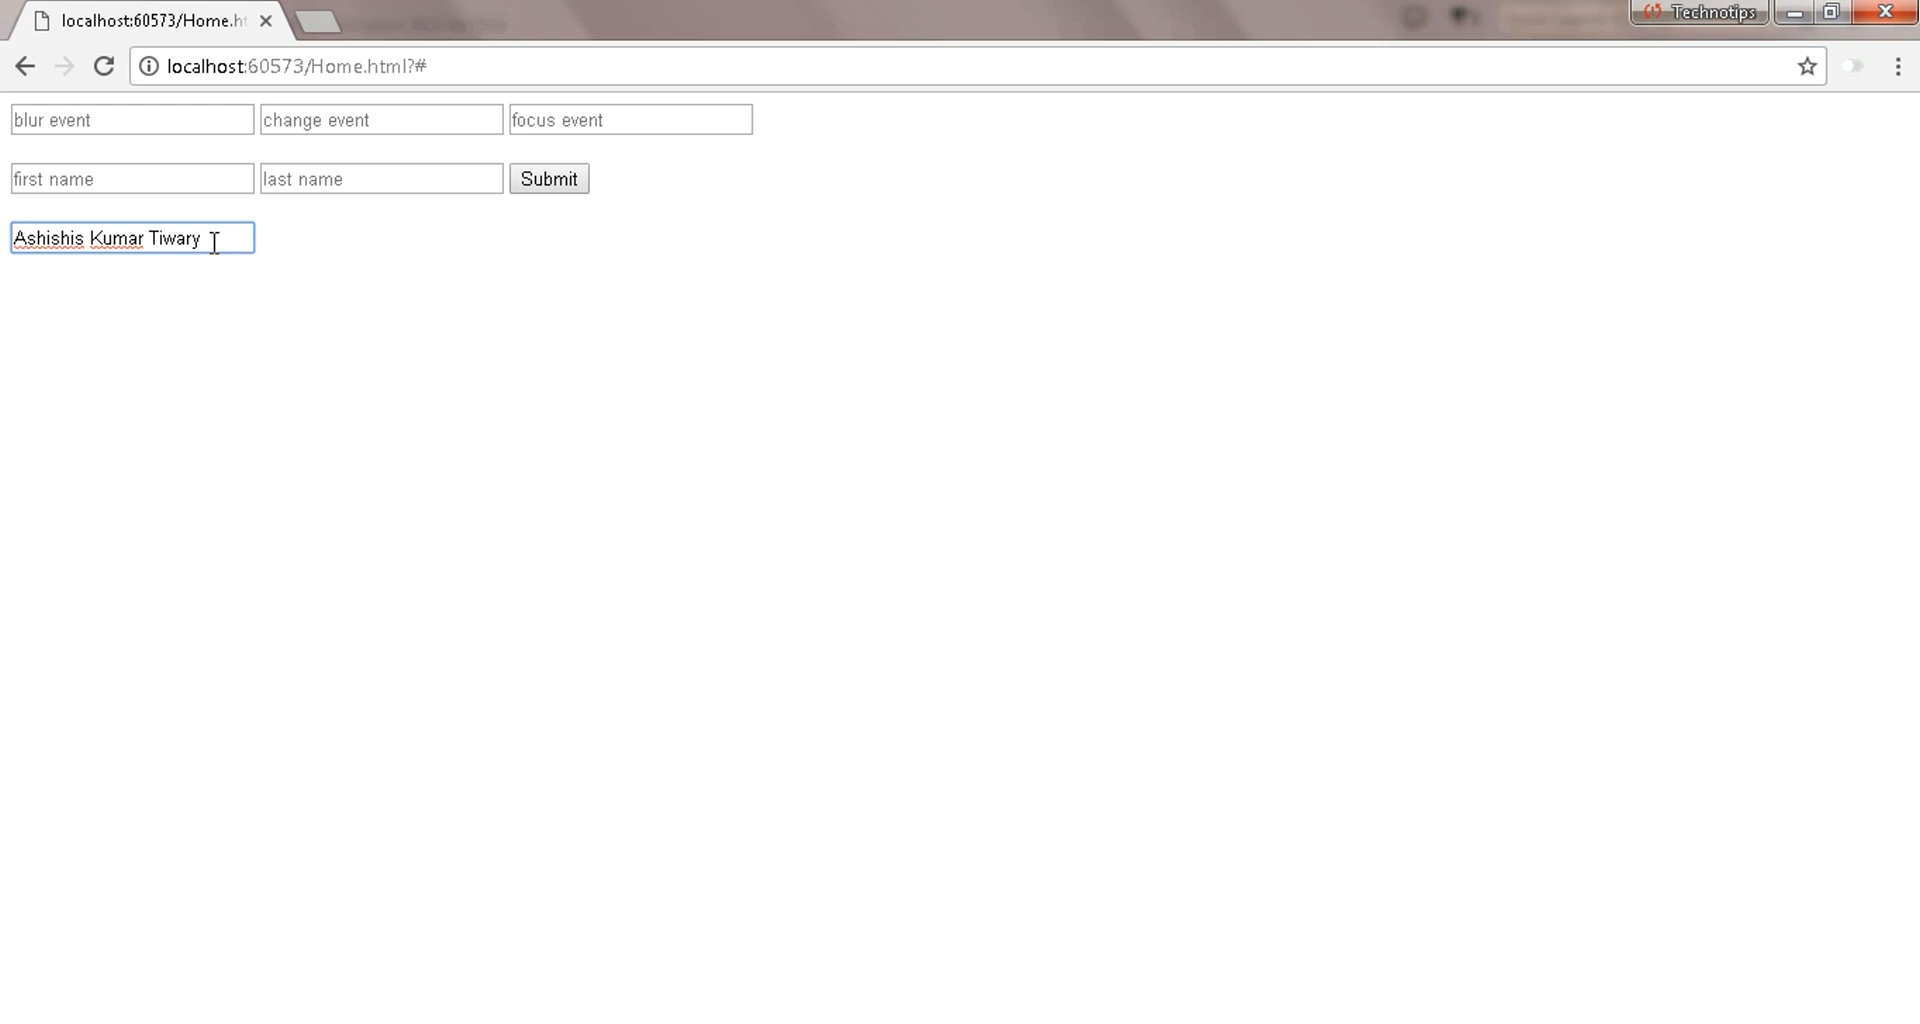 localhost:60573/Home.ht
Technotips
localhost:60573/Home.html?#
blur event change event focus event
first name last name Submit
Ashishis Kumar Tiwary